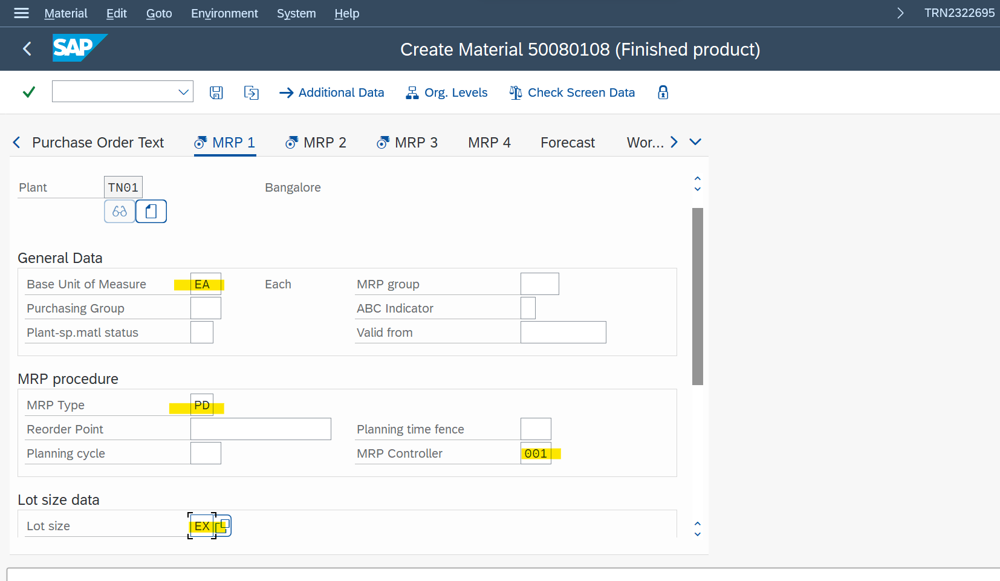 Material Edit Goto Environment System Help TRN2322695
SAP Create Material 50080108 (Finished product)
Additional Data Org. Levels Check Screen Data
Purchase Order Text MRP 1 MRP 2 MRP 3 MRP 4 Forecast Wor...
Plant TN01 Bangalore
General Data
Base Unit of Measure EA Each MRP group
Purchasing Group ABC Indicator
Plant-sp.matl status Valid from
MRP procedure
MRP Type PD
Reorder Point Planning time fence
Planning cycle MRP Controller 001
Lot size data
Lot size EX